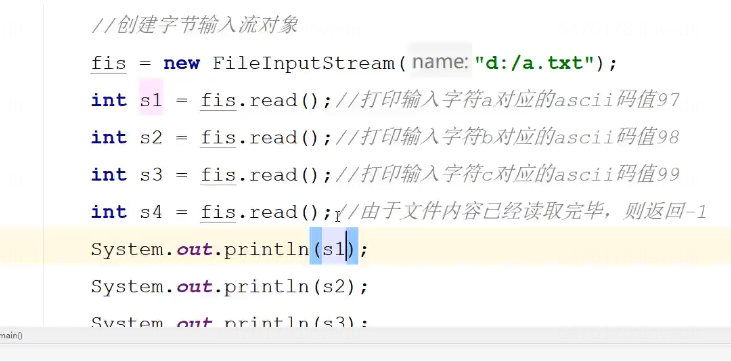 //创建字节输入流对象
fis = new FileInputStream( name: "d:/a.txt");
int s1 = fis.read();//打印输入字符a对应的ascii码值97
int s2 = fis.read();//打印输入字符b对应的ascii码值98
int s3 = fis.read();//打印输入字符c对应的ascii码值99
int s4 = fis.read();//由于文件内容已经读取完毕，则返回-1
System.out.println(s1);
System.out.println(s2);
System.out.println(s3);
main()